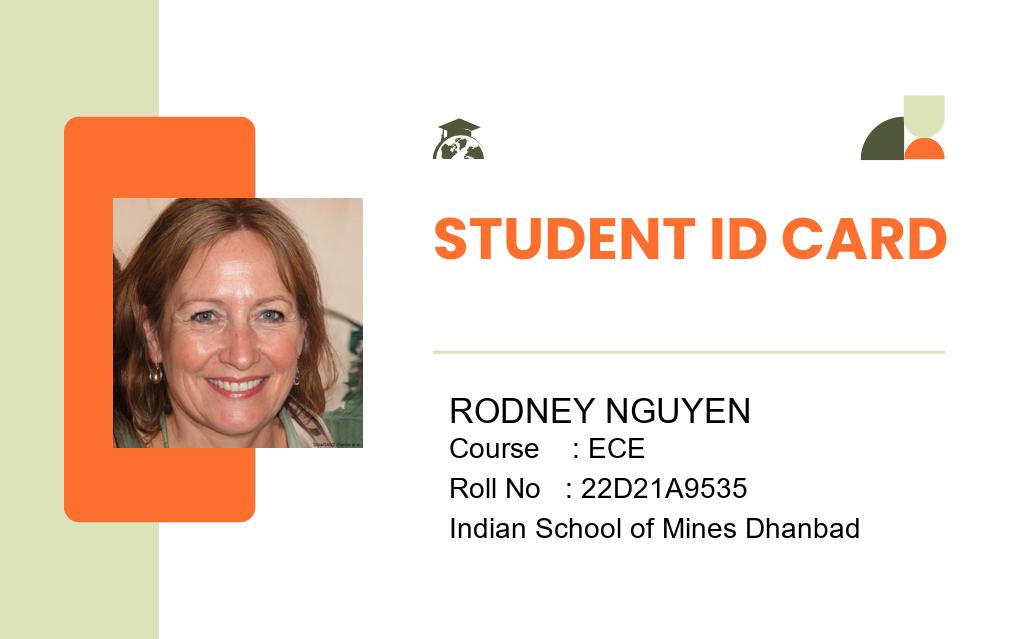 STUDENT ID CARD
RODNEY NGUYEN
Course : ECE
Roll No : 22D21A9535
Indian School of Mines Dhanbad